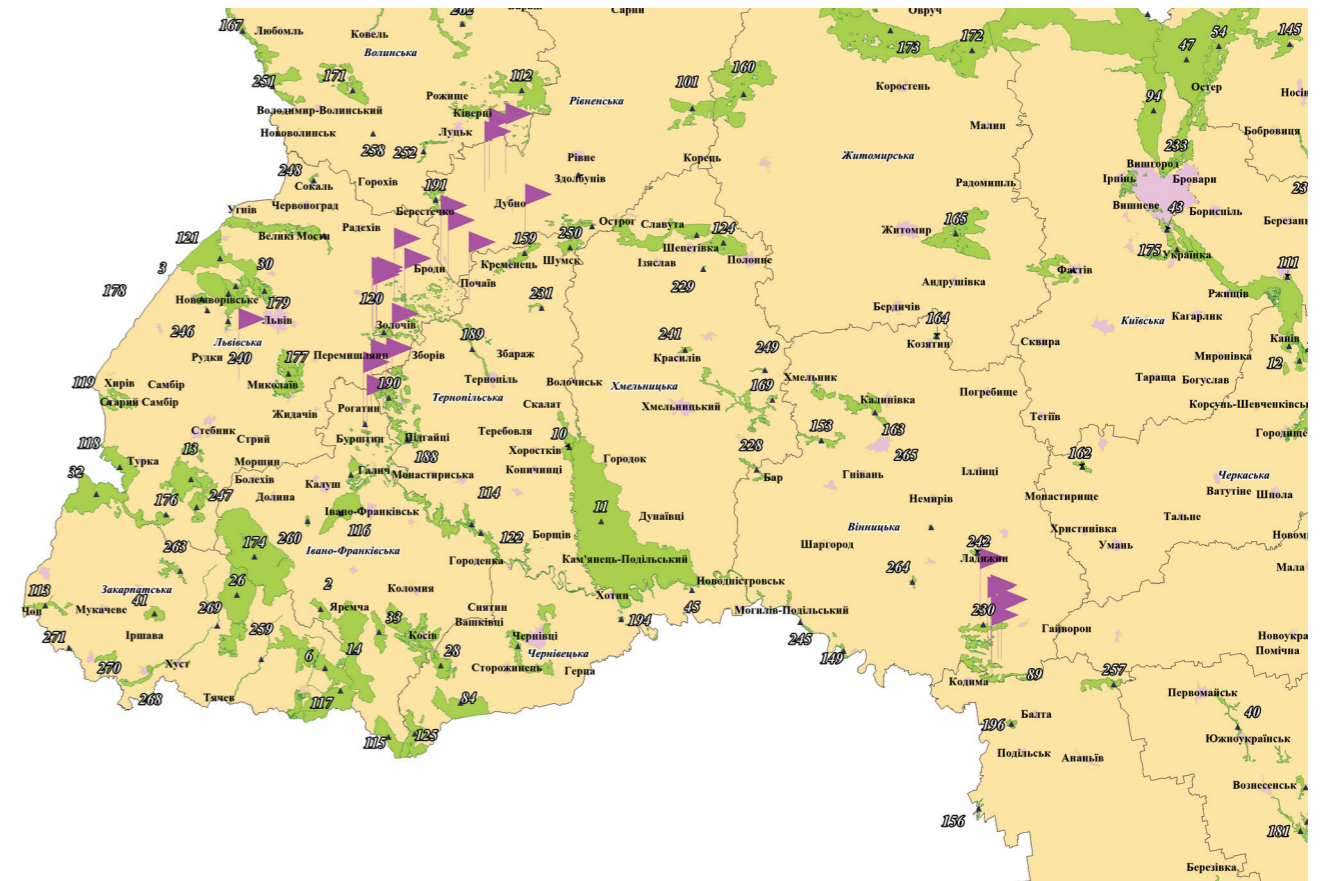 282
Сарни
Овруч
167
Любомль
Ковель
Волинська
173
172
47
54
145
251
171
112
160
101
Рожище
Рівненська
Коростень
Остер
94
Володимир-Волинський
Ківерці
Нововолинськ
Луцьк
258
252
Малин
Бобровиця
233
Рівне
Корець
Житомирська
Вишгород
248
Сокаль
Горохів
191
Здолбунів
Радомишль
Ірпінь
Бровари
Червоноград
Берестечко
Дубно
Вишневе
43
Бориспіль
Угнів
Радехів
Острог
Славута
124
Житомир
165
121
Великі Мости
159
250
Шепетівка
175
Українка
3
30
Броди
Кременець
Шумск
Ізяслав
Полонне
Фастів
111
178
Почаїв
229
Андрушівка
Ржищів
179
120
231
Бердичів
Кагарлик
246
Львів
Золочів
164
Київська
Канів
Львівська
189
241
Козятин
Сквира
Рудки
240
177
Перемишляни
Зборів
Збараж
Красилів
249
Миронівка
12
119
Хирів
Самбір
Миколаїв
190
Тернопіль
Волочиськ
Хмельницька
169
Хмельник
Тараща
Богуслав
Старий Самбір
Жидачів
Рогатин
Тернопільська
Скалат
Хмельницький
Калинівка
Погребище
Тетіїв
Корсунь-Шевченківсь
118
Стебник
Стрий
Бурштин
Підгайці
Теребовля
10
153
163
Городище
32
Турка
13
Моршин
188
Хоростків
Городок
228
265
162
Болехів
Калуш
Галич
Монастириська
Копичинці
Бар
Гнівань
Іллінці
Черкаська
176
247
Долина
Немирів
Монастирище
Ватутіне
Шпола
116
Івано-Франківськ
114
11
Дунаївці
Вінницька
Христинівка
Тальне
174
260
Івано-Франківська
122
Борщів
Шаргород
242
Умань
263
Городенка
Кам'янець-Подільський
Ладижин
Мала
Закарпатська
26
2
Коломия
Новодністровськ
264
113
41
Чоп
Мукачеве
269
Яремча
33
Снятин
Хотин
45
Могилів-Подільський
230
Іршава
259
Косів
Вашківці
194
245
Гайворон
271
14
Чернівці
149
270
Хуст
6
28
Сторожинець
Чернівецька
Герца
Помічна
268
Тячев
117
84
Кодима
89
257
Первомайськ
115
125
196
Балта
40
Подільськ
Ананьїв
Южноукраїнськ
Вознесенськ
156
181
Березівка